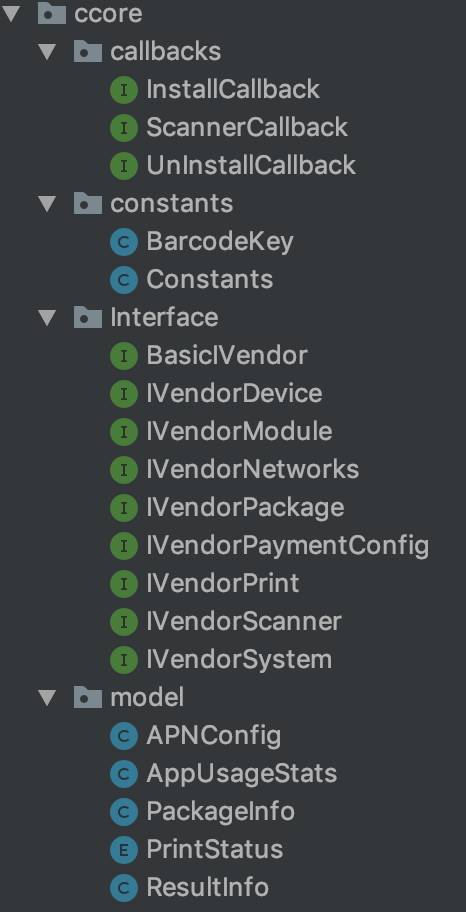 ccore
callbacks
I InstallCallback
I ScannerCallback
I UnInstallCallback
constants
C BarcodeKey
C Constants
Interface
I BasicIVendor
I IVendorDevice
I IVendorModule
I IVendorNetworks
I IVendorPackage
I IVendorPaymentConfig
I IVendorPrint
I IVendorScanner
I IVendorSystem
model
C APNConfig
C AppUsageStats
C PackageInfo
E PrintStatus
C ResultInfo